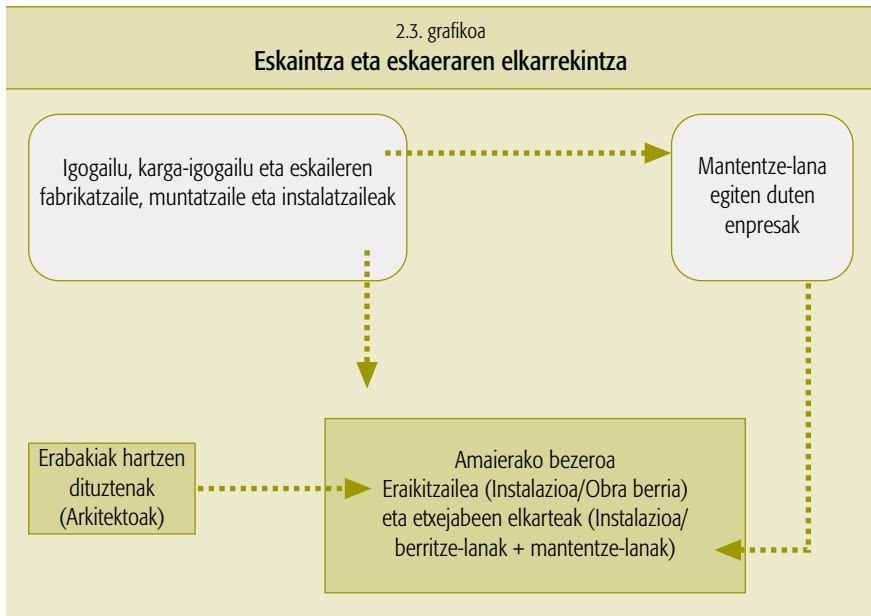 2.3. grafikoa
Eskaintza eta eskaeraren elkarrekintza
Igogailu, karga-igogailu eta eskaileren
fabrikatzaile, muntatzaile eta instalatzaileak
Mantentze-lana
egiten duten
enpresak
Erabakiak hartzen
dituztenak
(Arkitektoak)
Amaierako bezeroa
Eraikitzailea (Instalazioa/Obra berria)
eta etxejabeen elkarteak (Instalazioa/
berritze-lanak + mantentze-lanak)